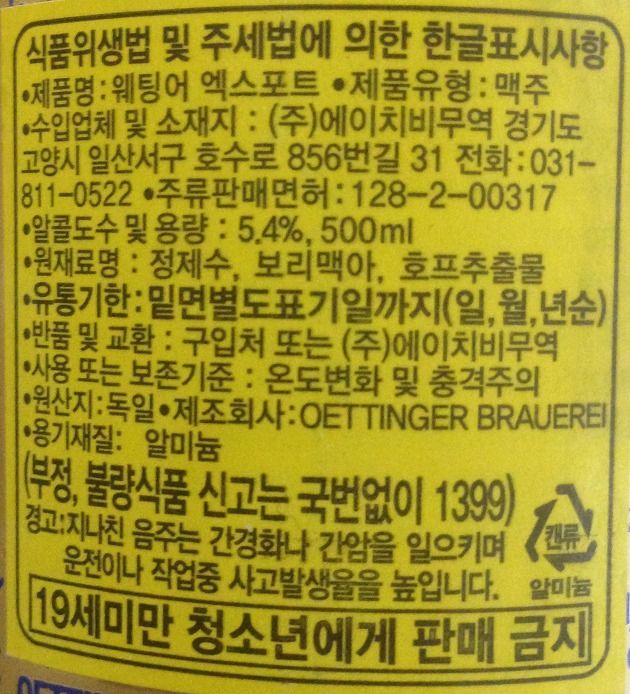 식품위생법 및 주세법에 의한 한글표시사항
•제품명:웨팅어 엑스포트 •제품유형:맥주
•수입업체 및 소재지 : (주)에이치비무역 경기도
고양시 일산서구 호수로 856번길 31 전화:031-
811-0522 •주류판매면허:128-2-00317
•알콜도수 및 용량 : 5.4%, 500ml
•원재료명 : 정제수, 보리맥아, 호프추출물
•유통기한:밑면별도표기일까지(일,월,년순)
•반품 및 교환 : 구입처 또는 (주)에이치비무역
•사용 또는 보존기준 : 온도변화 및 충격주의
•원산지:독일•제조회사:OETTINGER BRAUEREI
•용기재질: 알미늄
(부정, 불량식품 신고는 국번없이 1399)
경고:지나친 음주는 간경화나 간암을 일으키며
운전이나 작업중 사고발생율을 높입니다.
캔류
알미늄
19세미만 청소년에게 판매 금지